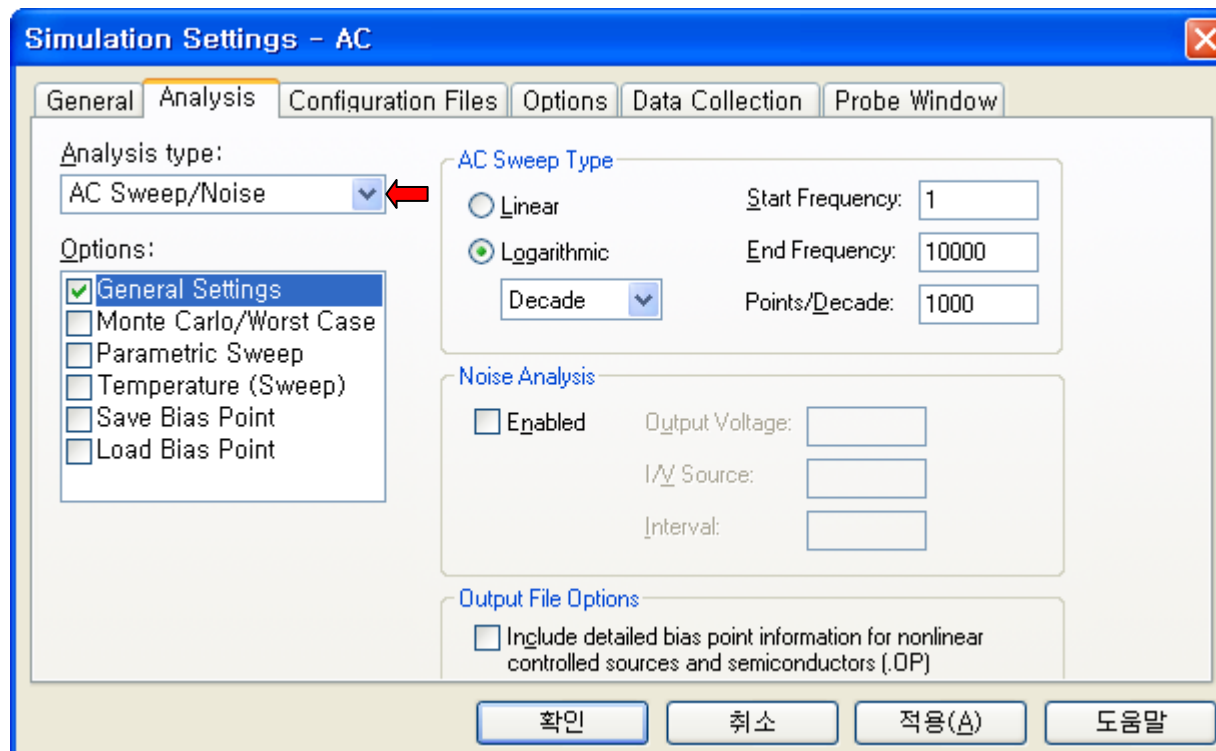 Simulation Settings - AC
General
Analysis
Configuration Files
Options
Data Collection
Probe Window
Analysis type:
AC Sweep/Noise
Options:
General Settings
Monte Carlo/Worst Case
Parametric Sweep
Temperature (Sweep)
Save Bias Point
Load Bias Point
AC Sweep Type
Linear
Logarithmic
Decade
Start Frequency: 1
End Frequency: 10000
Points/Decade: 1000
Noise Analysis
Enabled
Output Voltage:
I/V Source:
Interval:
Output File Options
Include detailed bias point information for nonlinear
controlled sources and semiconductors (.OP)
확인
취소
적용(A)
도움말